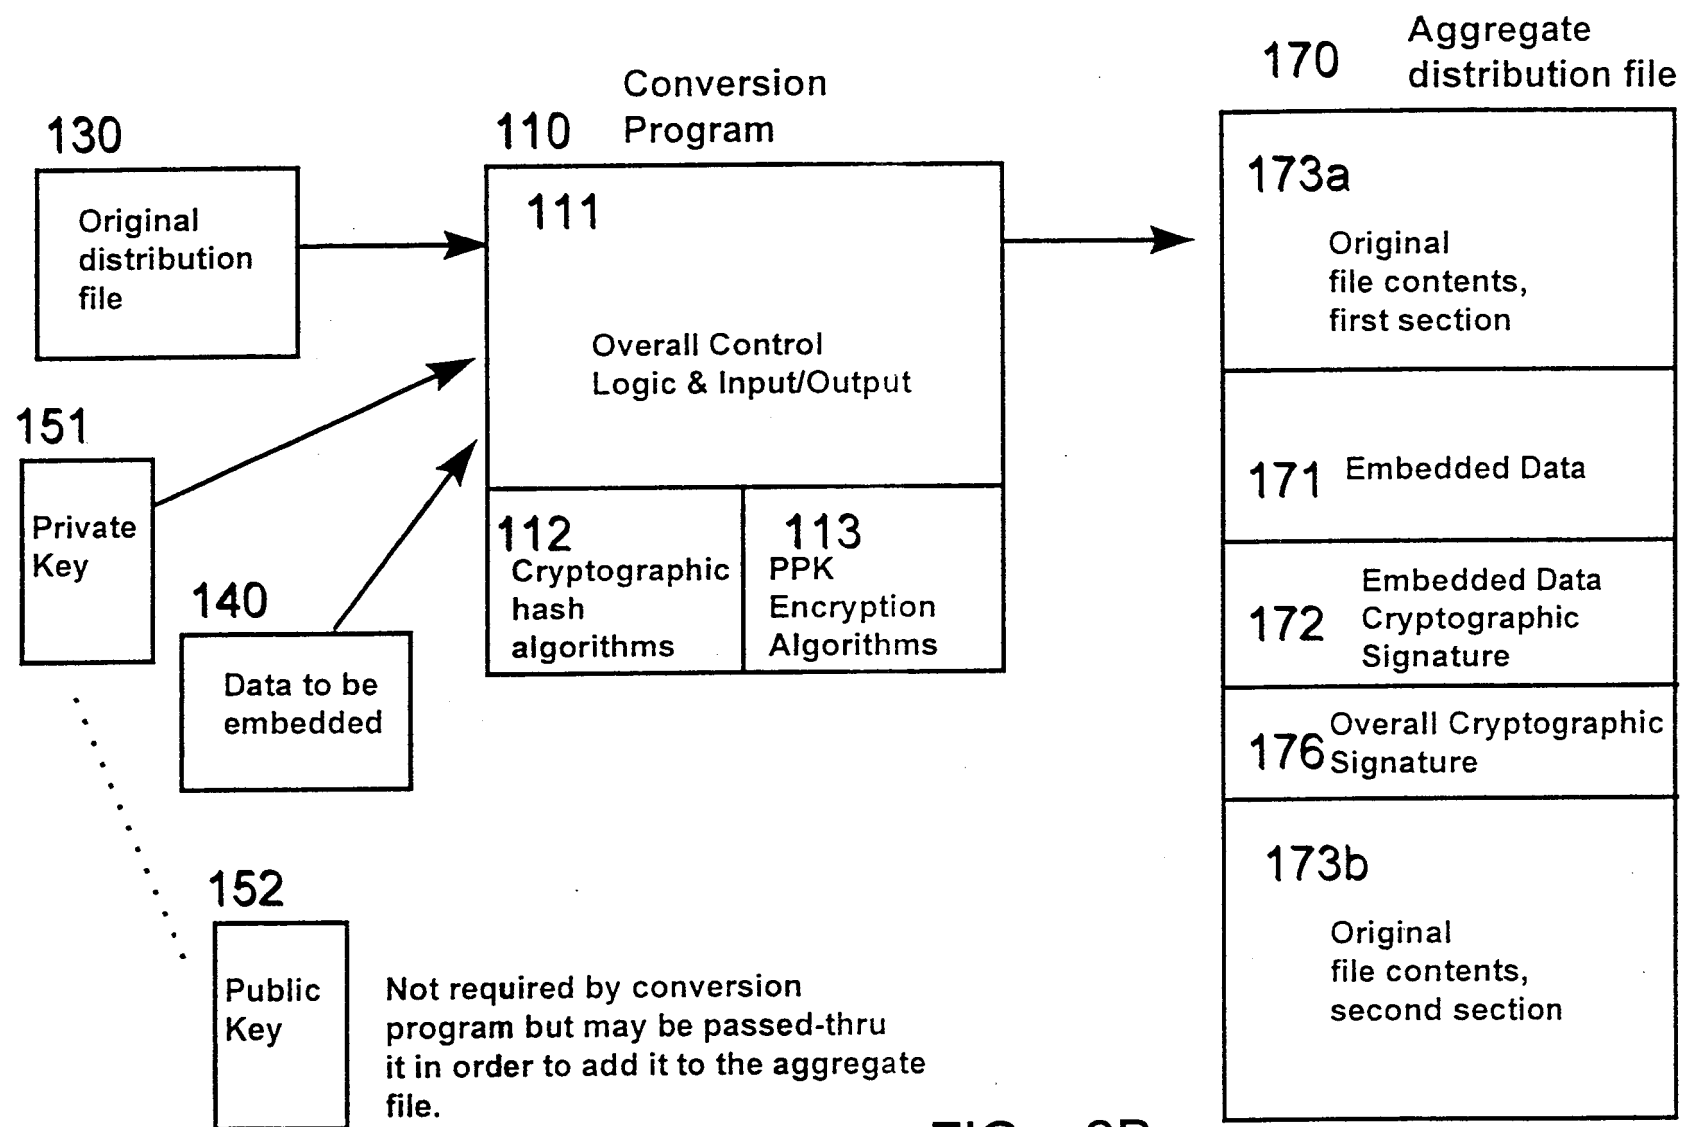 170
Aggregate
distribution file
Conversion
Program
110
130
Original
distribution
file
111
Overall Control
Logic & Input/Output
173a
Original
file contents,
first section
151
Private
Key
171
Embedded Data
112
Cryptographic
hash
algorithms
113
PPK
Encryption
Algorithms
140
Data to be
embedded
172
Embedded Data
Cryptographic
Signature
176
Overall Cryptographic
Signature
173b
Original
file contents,
second section
152
Public
Key
Not required by conversion
program but may be passed-thru
it in order to add it to the aggregate
file.